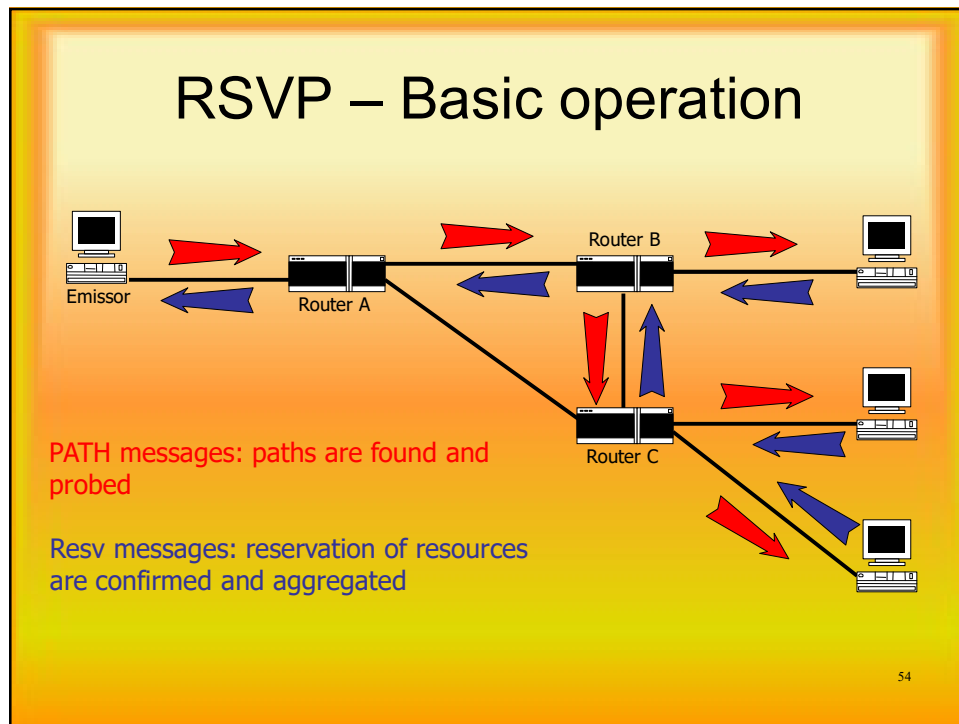 RSVP – Basic operation
Router B
Emissor
Router A
Router C
PATH messages: paths are found and
probed
Resv messages: reservation of resources
are confirmed and aggregated
54